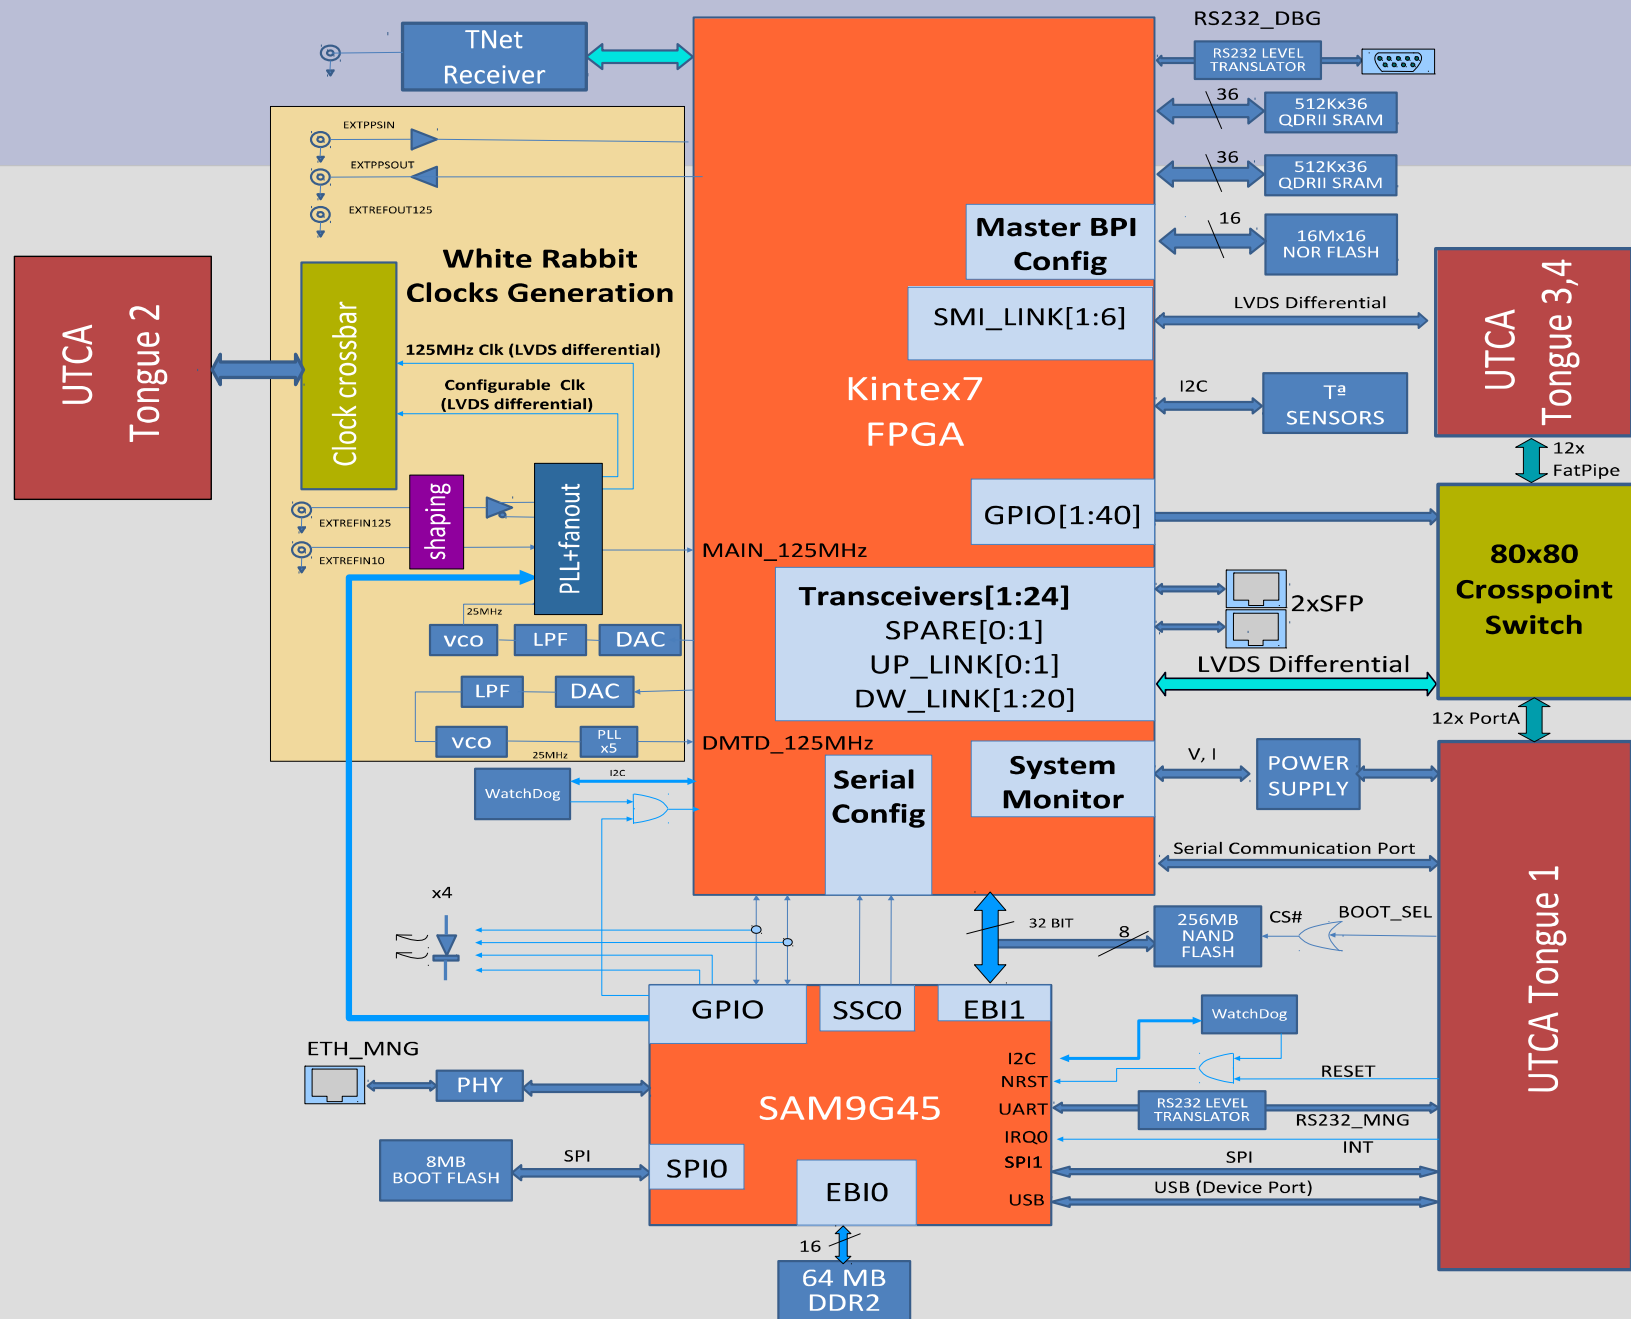 RS232_DBG
TNet
Receiver
RS232 LEVEL
TRANSLATOR
36
512Kx36
QDRII SRAM
EXTPPSIN
EXTPPSOUT
36
512Kx36
QDRII SRAM
EXTREFOUT125
Master BPI
Config
16
16Mx16
NOR FLASH
White Rabbit
Clocks Generation
UTCA
Tongue 2
Clock crossbar
125MHz Clk (LVDS differential)
Configurable Clk
(LVDS differential)
SMI_LINK[1:6]
LVDS Differential
UTCA
Tongue 3,4
Kintex7
FPGA
I2C
Tª
SENSORS
12x
FatPipe
shaping
PLL+fanout
EXTREFIN125
EXTREFIN10
GPIO[1:40]
MAIN_125MHz
80x80
Crosspoint
Switch
Transceivers[1:24]
SPARE[0:1]
UP_LINK[0:1]
DW_LINK[1:20]
2xSFP
LVDS Differential
25MHz
VCO
LPF
DAC
LPF
DAC
VCO
PLL
x5
25MHz
DMTD_125MHz
12x PortA
System
Monitor
V, I
POWER
SUPPLY
Serial
Config
WatchDog
I2C
Serial Communication Port
UTCA Tongue 1
x4
32 BIT
8
256MB
NAND
FLASH
CS#
BOOT_SEL
GPIO
SSC0
EBI1
WatchDog
ETH_MNG
PHY
I2C
NRST
RESET
SAM9G45
UART
RS232 LEVEL
TRANSLATOR
RS232_MNG
IRQ0
INT
8MB
BOOT FLASH
SPI
SPI0
SPI1
SPI
EBI0
USB
USB (Device Port)
16
64 MB
DDR2